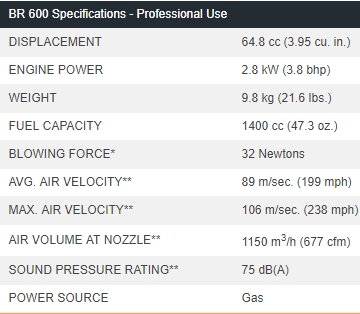 BR 600 Specifications - Professional Use
DISPLACEMENT 64.8 cc (3.95 cu. in.)
ENGINE POWER 2.8 kW (3.8 bhp)
WEIGHT 9.8 kg (21.6 lbs.)
FUEL CAPACITY 1400 cc (47.3 oz.)
BLOWING FORCE* 32 Newtons
AVG. AIR VELOCITY** 89 m/sec. (199 mph)
MAX. AIR VELOCITY** 106 m/sec. (238 mph)
AIR VOLUME AT NOZZLE** 1150 m³/h (677 cfm)
SOUND PRESSURE RATING** 75 dB(A)
POWER SOURCE Gas